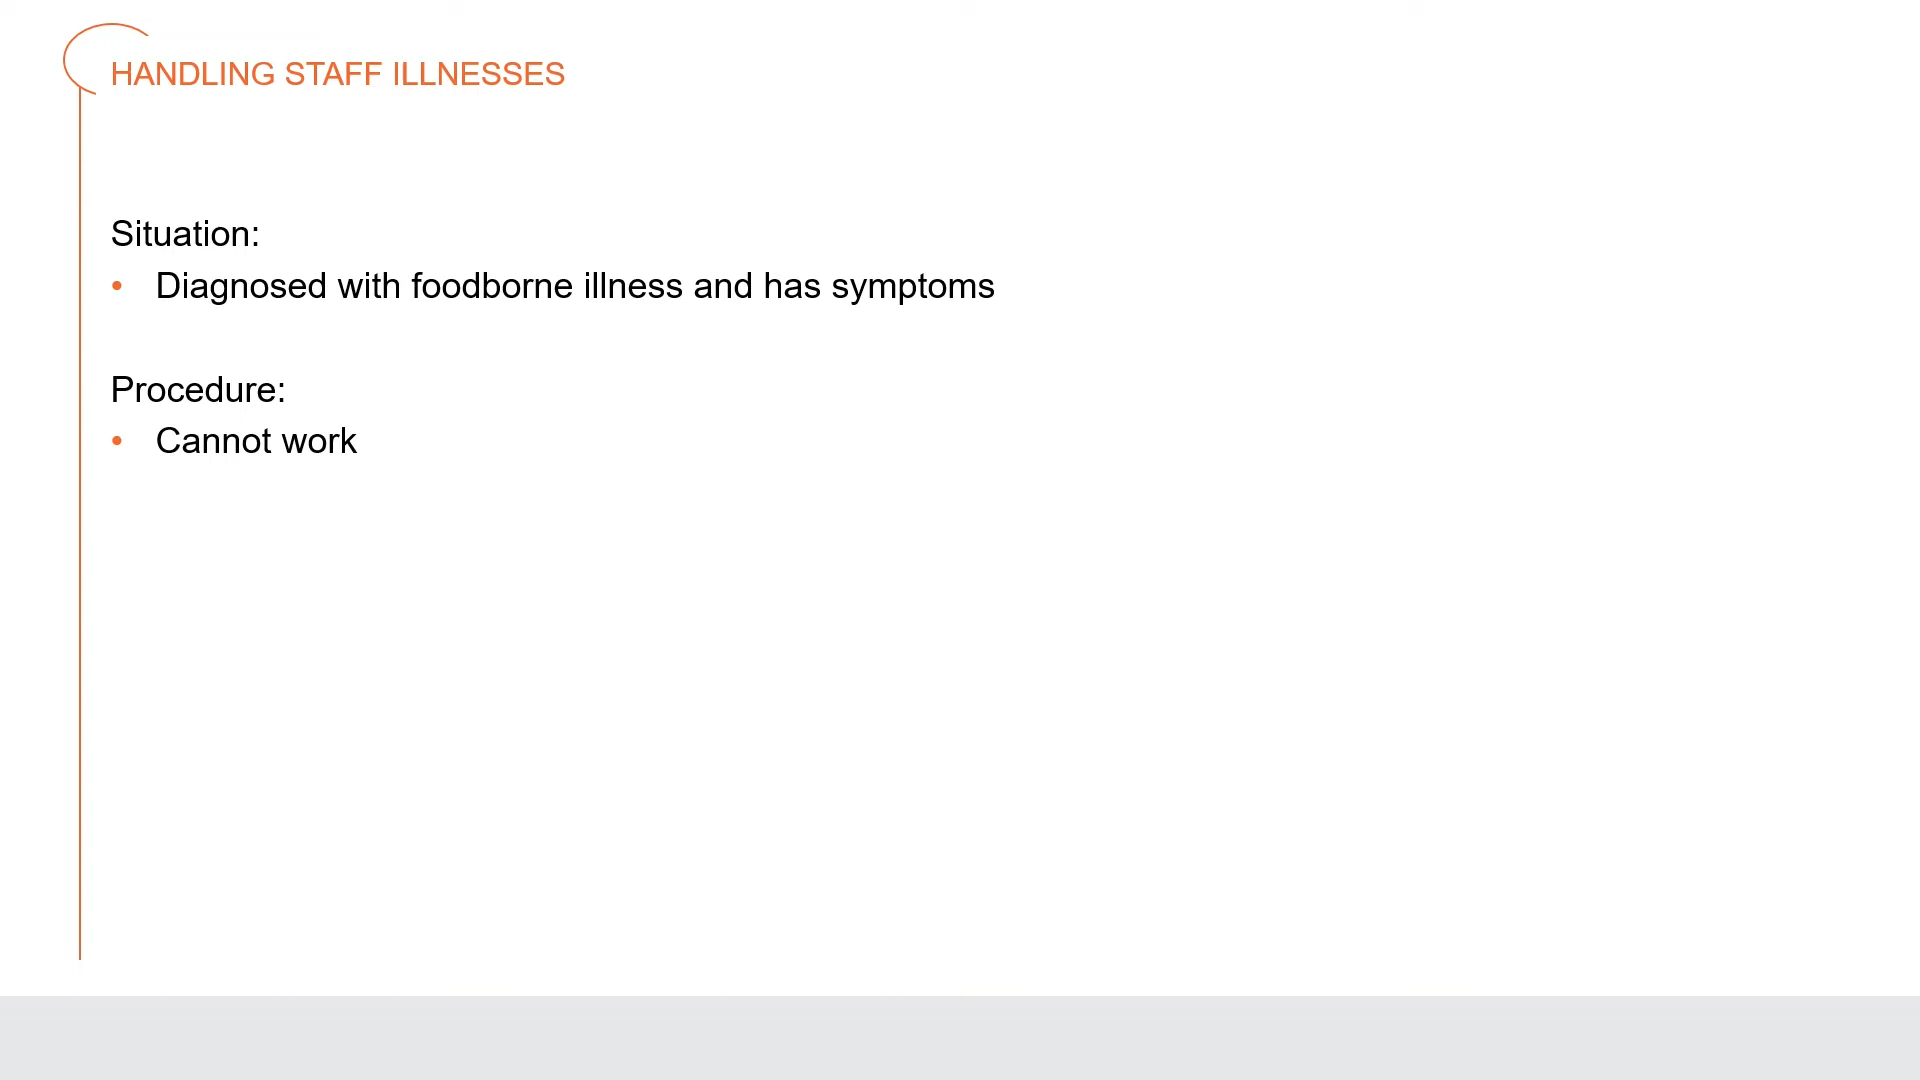 HANDLING STAFF ILLNESSES
Situation:
• Diagnosed with foodborne illness and has symptoms
Procedure:
• Cannot work